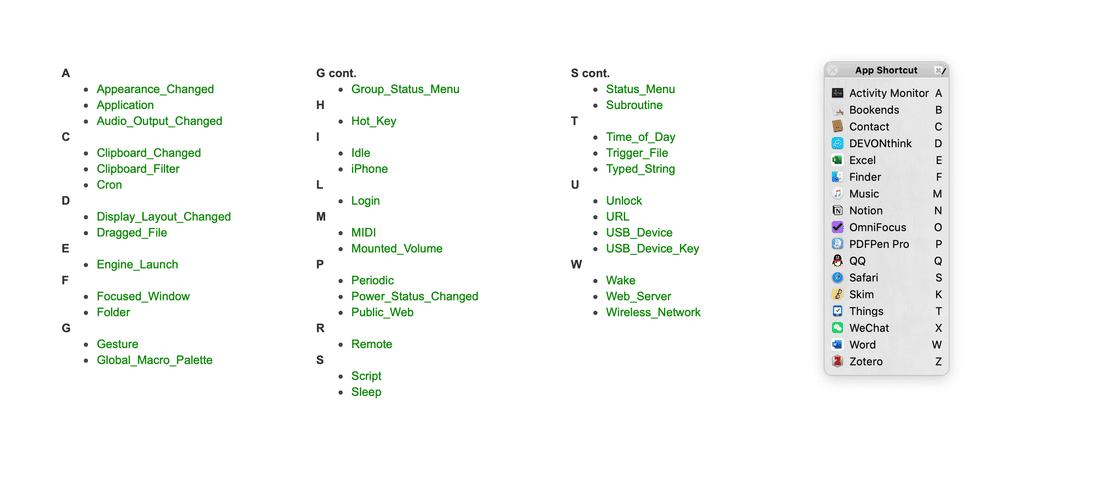 A
Appearance_Changed
Application
Audio_Output_Changed
C
Clipboard_Changed
Clipboard_Filter
Cron
D
Display_Layout_Changed
Dragged_File
E
Engine_Launch
F
Focused_Window
Folder
G
Gesture
Global_Macro_Palette
G cont.
Group_Status_Menu
H
Hot_Key
I
Idle
iPhone
L
Login
M
MIDI
Mounted_Volume
P
Periodic
Power_Status_Changed
Public_Web
R
Remote
S
Script
Sleep
S cont.
Status_Menu
Subroutine
T
Time_of_Day
Trigger_File
Typed_String
U
Unlock
URL
USB_Device
USB_Device_Key
W
Wake
Web_Server
Wireless_Network
App Shortcut
Activity Monitor A
Bookends B
Contact C
DEVONthink D
Excel E
Finder F
Music M
Notion N
OmniFocus O
PDFPen Pro P
QQ Q
Safari S
Skim K
Things T
WeChat X
Word W
Zotero Z